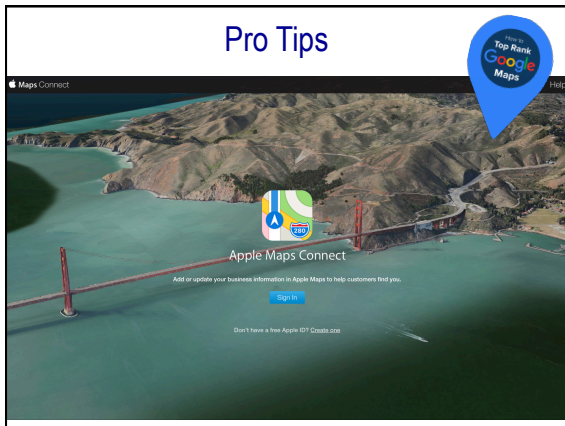 Pro Tips
How to
Top Rank
Google
Maps
Maps Connect
Help
280
Apple Maps Connect
Add or update your business information in Apple Maps to help customers find you.
Sign In
Don't have a free Apple ID? Create one